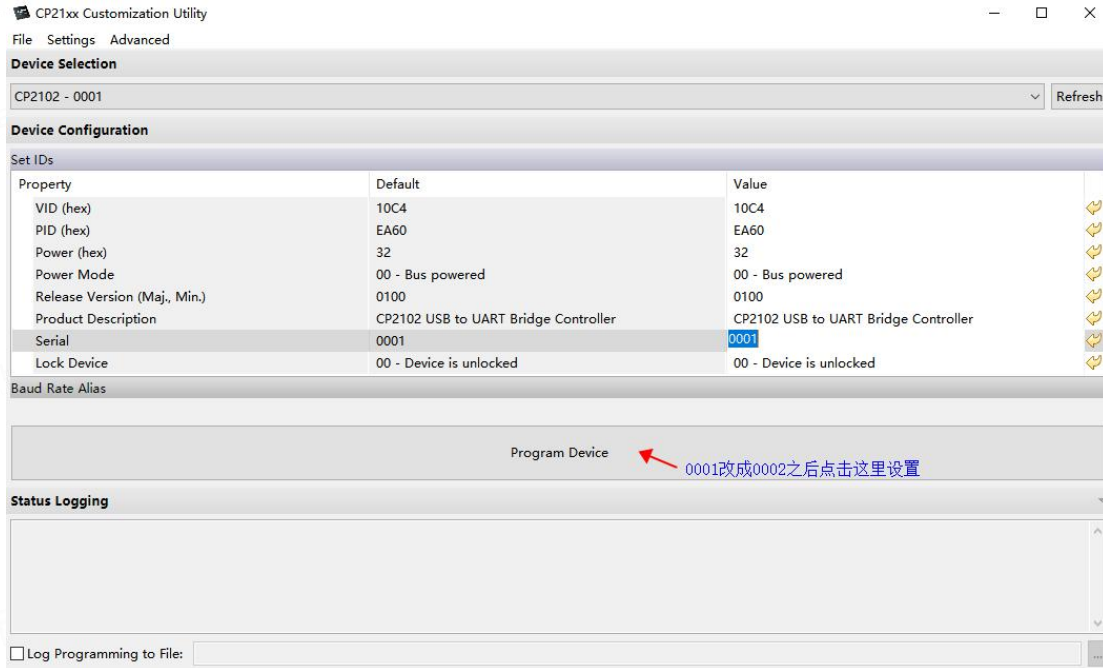 CP21xx Customization Utility
File Settings Advanced
Device Selection
CP2102 - 0001 Refresh
Device Configuration
Set IDs
Property Default Value
VID (hex) 10C4 10C4
PID (hex) EA60 EA60
Power (hex) 32 32
Power Mode 00 - Bus powered 00 - Bus powered
Release Version (Maj., Min.) 0100 0100
Product Description CP2102 USB to UART Bridge Controller CP2102 USB to UART Bridge Controller
Serial 0001 0001
Lock Device 00 - Device is unlocked 00 - Device is unlocked
Baud Rate Alias
Program Device
0001改成0002之后点击这里设置
Status Logging
Log Programming to File: ...